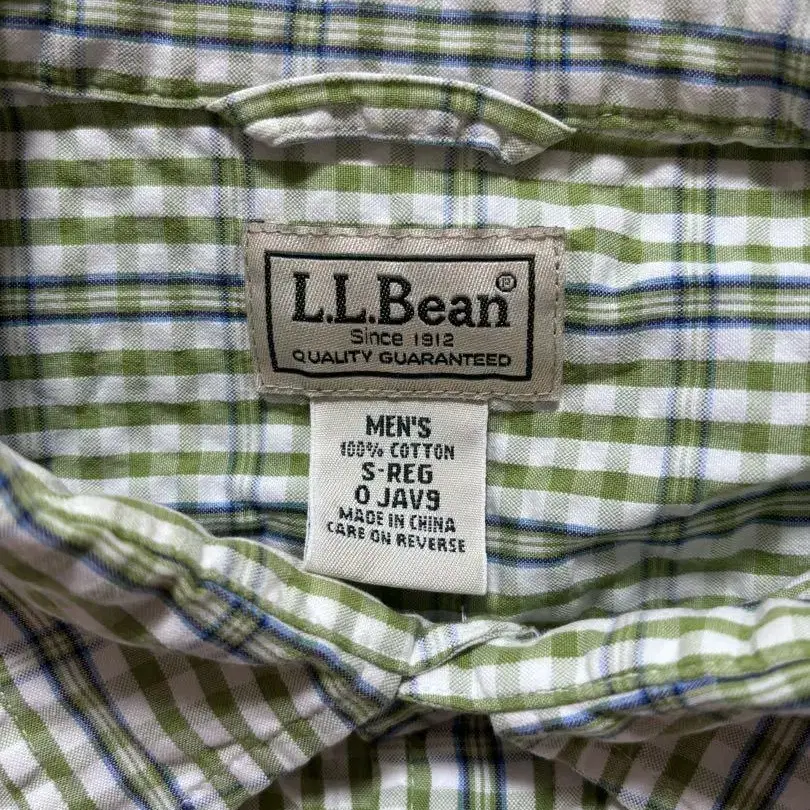 L.L.Bean®
Since 1912
QUALITY GUARANTEED
MEN'S
100% COTTON
S-REG
0 JAV9
MADE IN CHINA
CARE ON REVERSE